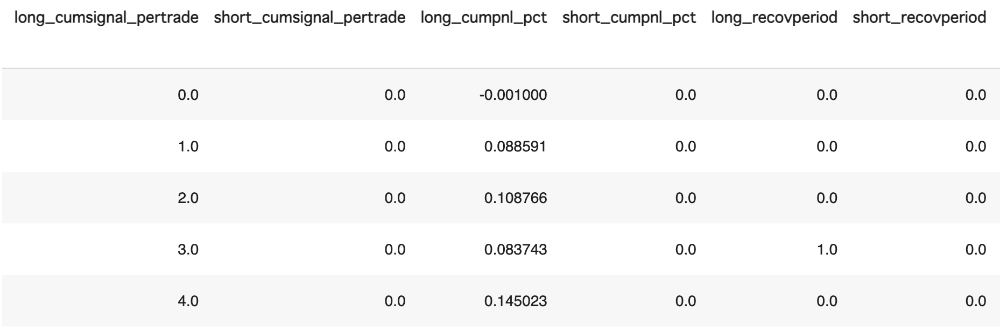 long_cumsignal_pertrade short_cumsignal_pertrade long_cumpnl_pct short_cumpnl_pct long_recovperiod short_recovperiod
0.0 0.0 -0.001000 0.0 0.0 0.0
1.0 0.0 0.088591 0.0 0.0 0.0
2.0 0.0 0.108766 0.0 0.0 0.0
3.0 0.0 0.083743 0.0 1.0 0.0
4.0 0.0 0.145023 0.0 0.0 0.0